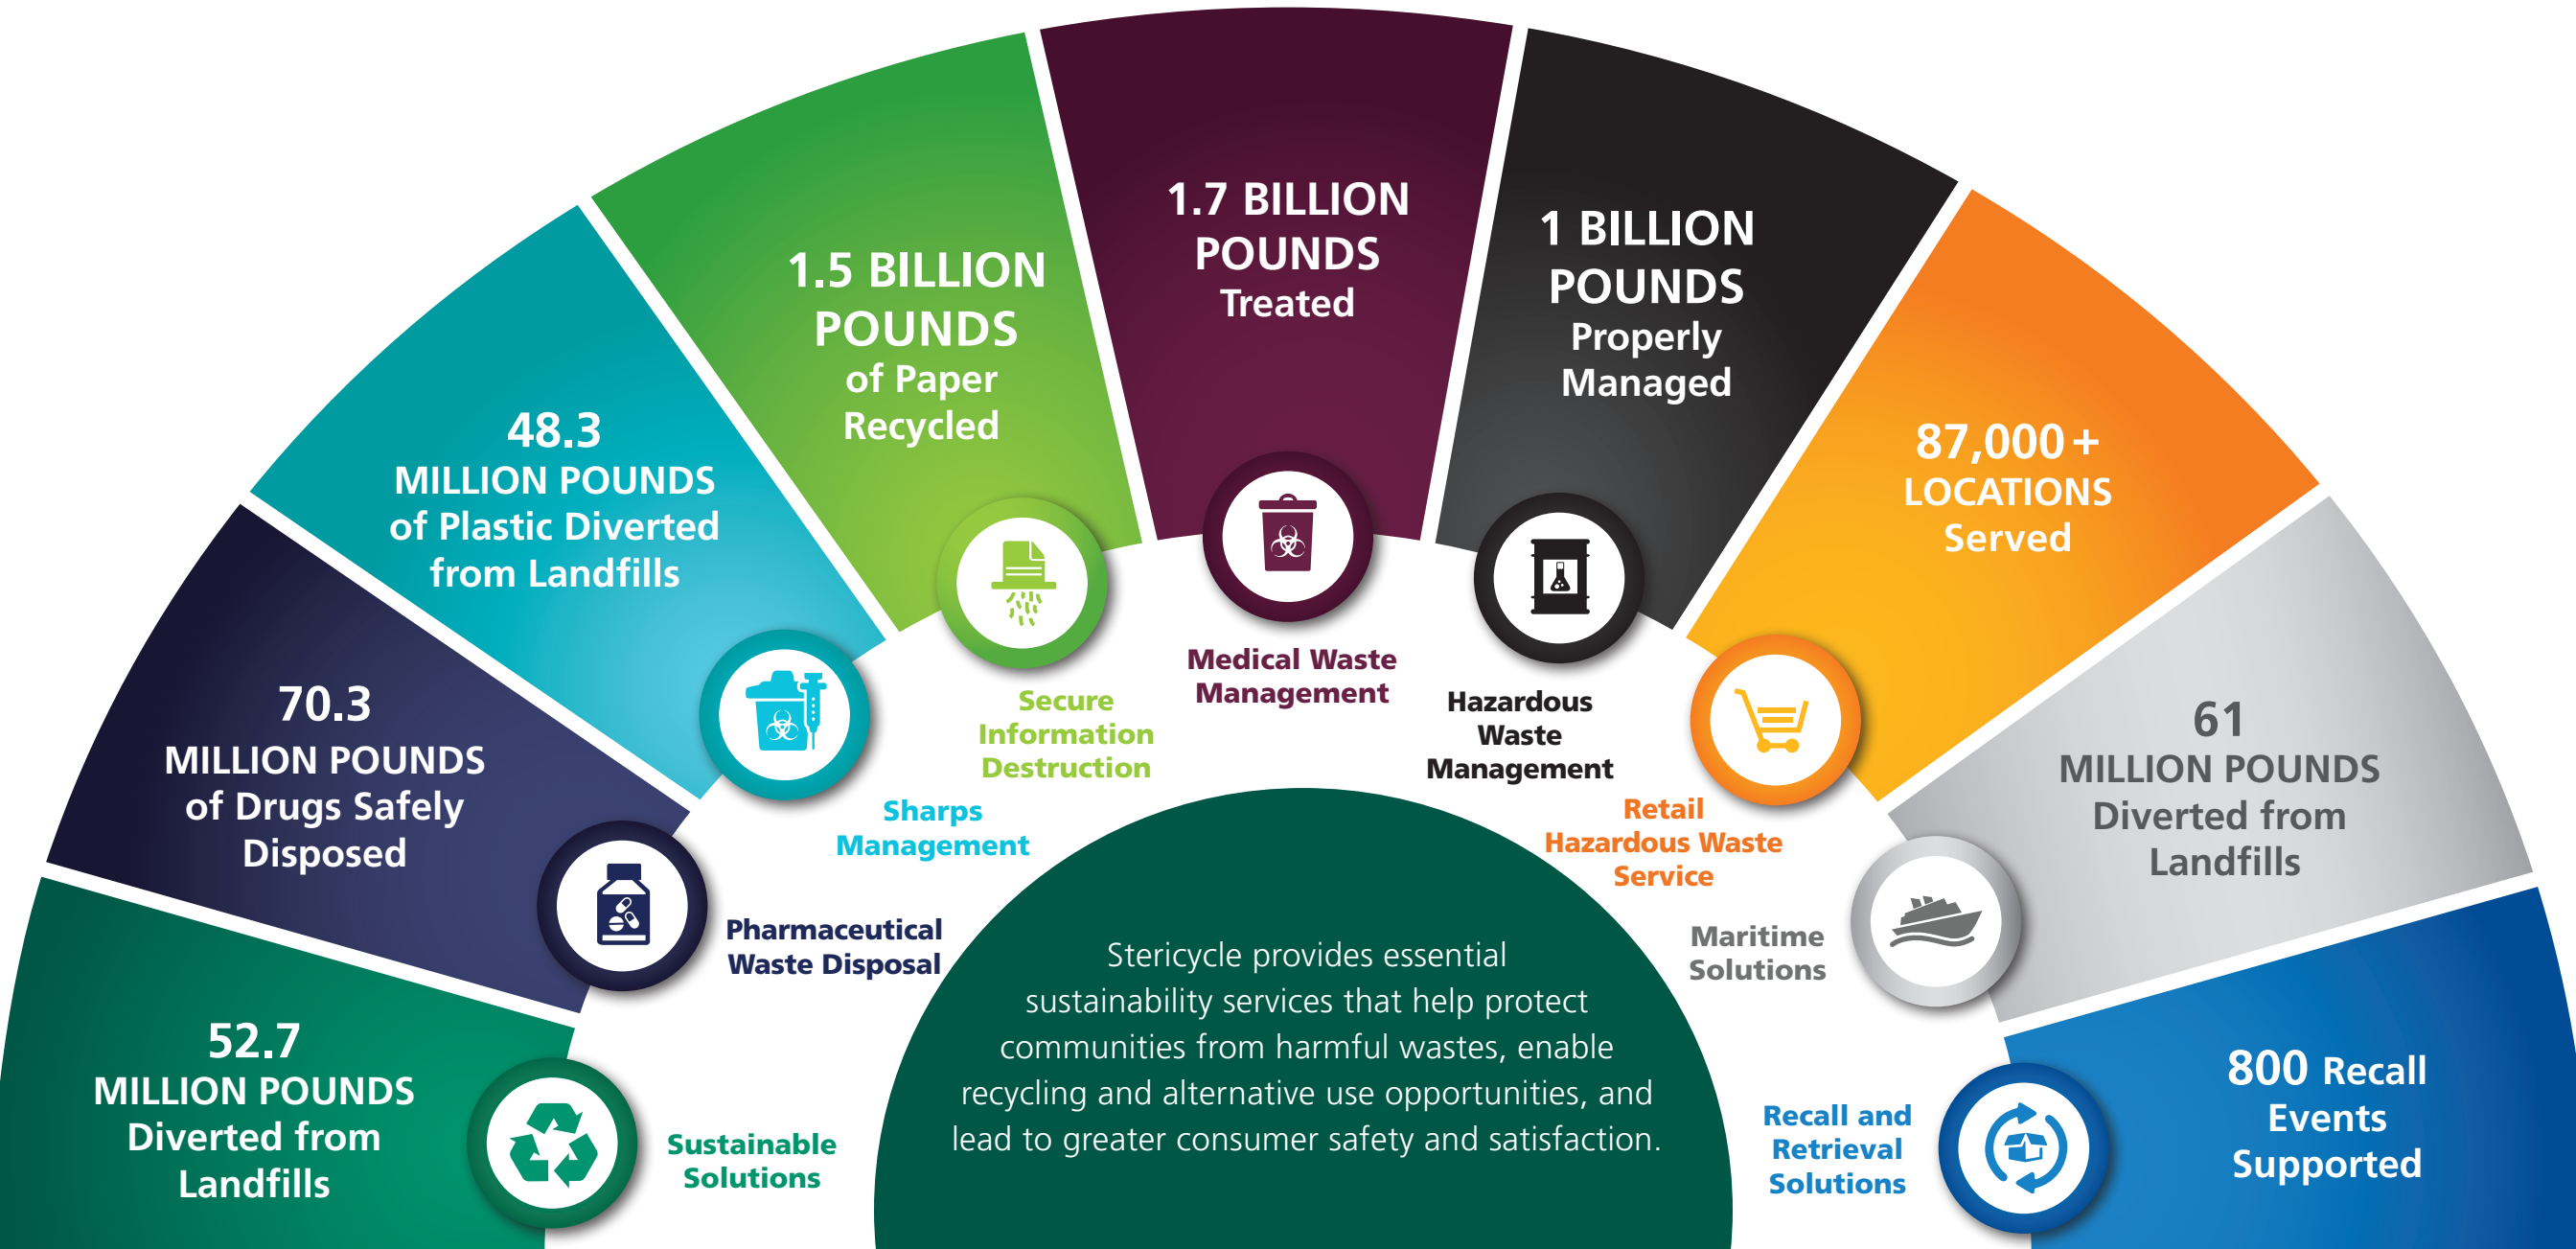 52.7
MILLION POUNDS
Diverted from
Landfills
Sustainable
Solutions
70.3
MILLION POUNDS
of Drugs Safely
Disposed
Pharmaceutical
Waste Disposal
48.3
MILLION POUNDS
of Plastic Diverted
from Landfills
Sharps
Management
1.5 BILLION
POUNDS
of Paper
Recycled
Secure
Information
Destruction
1.7 BILLION
POUNDS
Treated
Medical Waste
Management
1 BILLION
POUNDS
Properly
Managed
Hazardous
Waste
Management
87,000+
LOCATIONS
Served
Retail
Hazardous Waste
Service
61
MILLION POUNDS
Diverted from
Landfills
Maritime
Solutions
800 Recall
Events
Supported
Recall and
Retrieval
Solutions
Stericycle provides essential
sustainability services that help protect
communities from harmful wastes, enable
recycling and alternative use opportunities, and
lead to greater consumer safety and satisfaction.